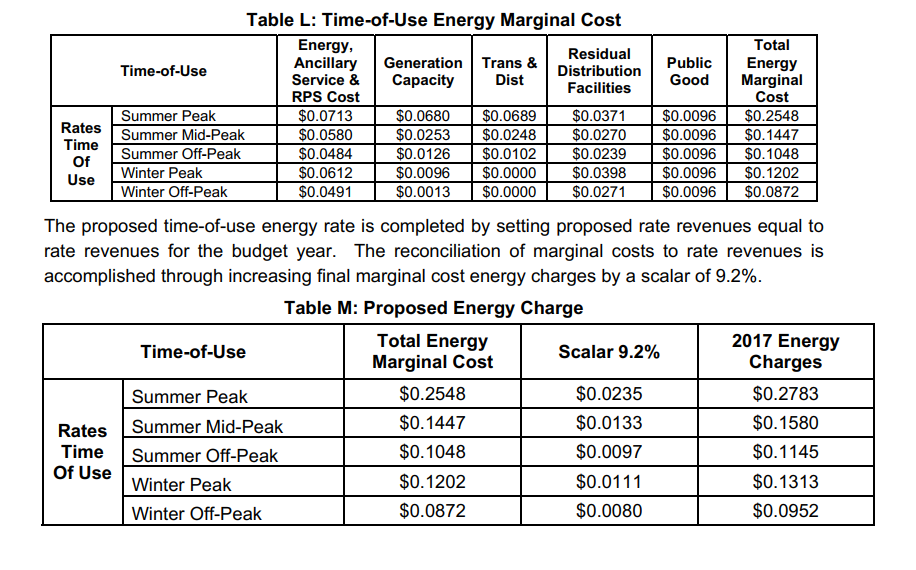 Table L: Time-of-Use Energy Marginal Cost
Time-of-Use | Energy, Ancillary Service & RPS Cost | Generation Capacity | Trans & Dist | Residual Distribution Facilities | Public Good | Total Energy Marginal Cost
Rates Time Of Use
Summer Peak $0.0713 $0.0680 $0.0689 $0.0371 $0.0096 $0.2548
Summer Mid-Peak $0.0580 $0.0253 $0.0248 $0.0270 $0.0096 $0.1447
Summer Off-Peak $0.0484 $0.0126 $0.0102 $0.0239 $0.0096 $0.1048
Winter Peak $0.0612 $0.0096 $0.0000 $0.0398 $0.0096 $0.1202
Winter Off-Peak $0.0491 $0.0013 $0.0000 $0.0271 $0.0096 $0.0872
The proposed time-of-use energy rate is completed by setting proposed rate revenues equal to
rate revenues for the budget year. The reconciliation of marginal costs to rate revenues is
accomplished through increasing final marginal cost energy charges by a scalar of 9.2%.
Table M: Proposed Energy Charge
Time-of-Use | Total Energy Marginal Cost | Scalar 9.2% | 2017 Energy Charges
Rates Time Of Use
Summer Peak $0.2548 $0.0235 $0.2783
Summer Mid-Peak $0.1447 $0.0133 $0.1580
Summer Off-Peak $0.1048 $0.0097 $0.1145
Winter Peak $0.1202 $0.0111 $0.1313
Winter Off-Peak $0.0872 $0.0080 $0.0952